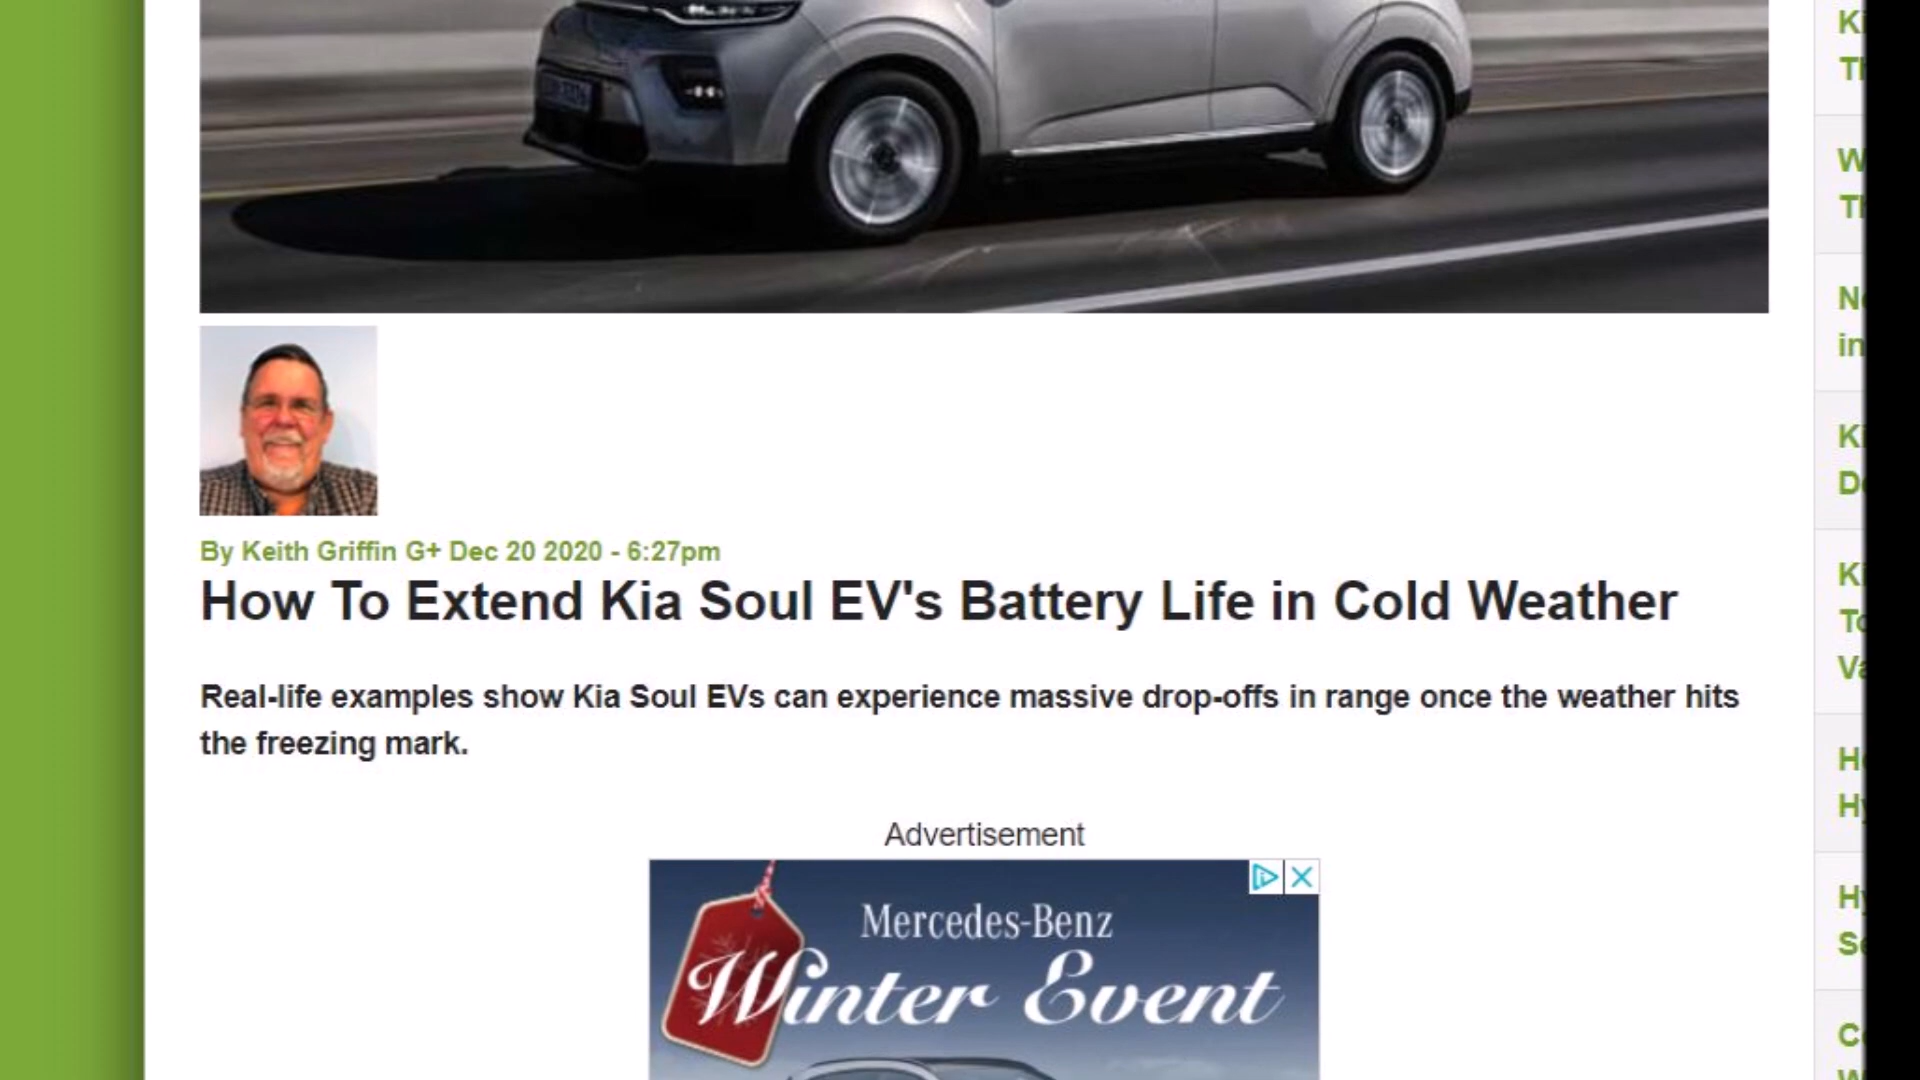 By Keith Griffin G+ Dec 20 2020 - 6:27pm
How To Extend Kia Soul EV's Battery Life in Cold Weather
Real-life examples show Kia Soul EVs can experience massive drop-offs in range once the weather hits
the freezing mark.
Advertisement
Mercedes-Benz
Winter Event